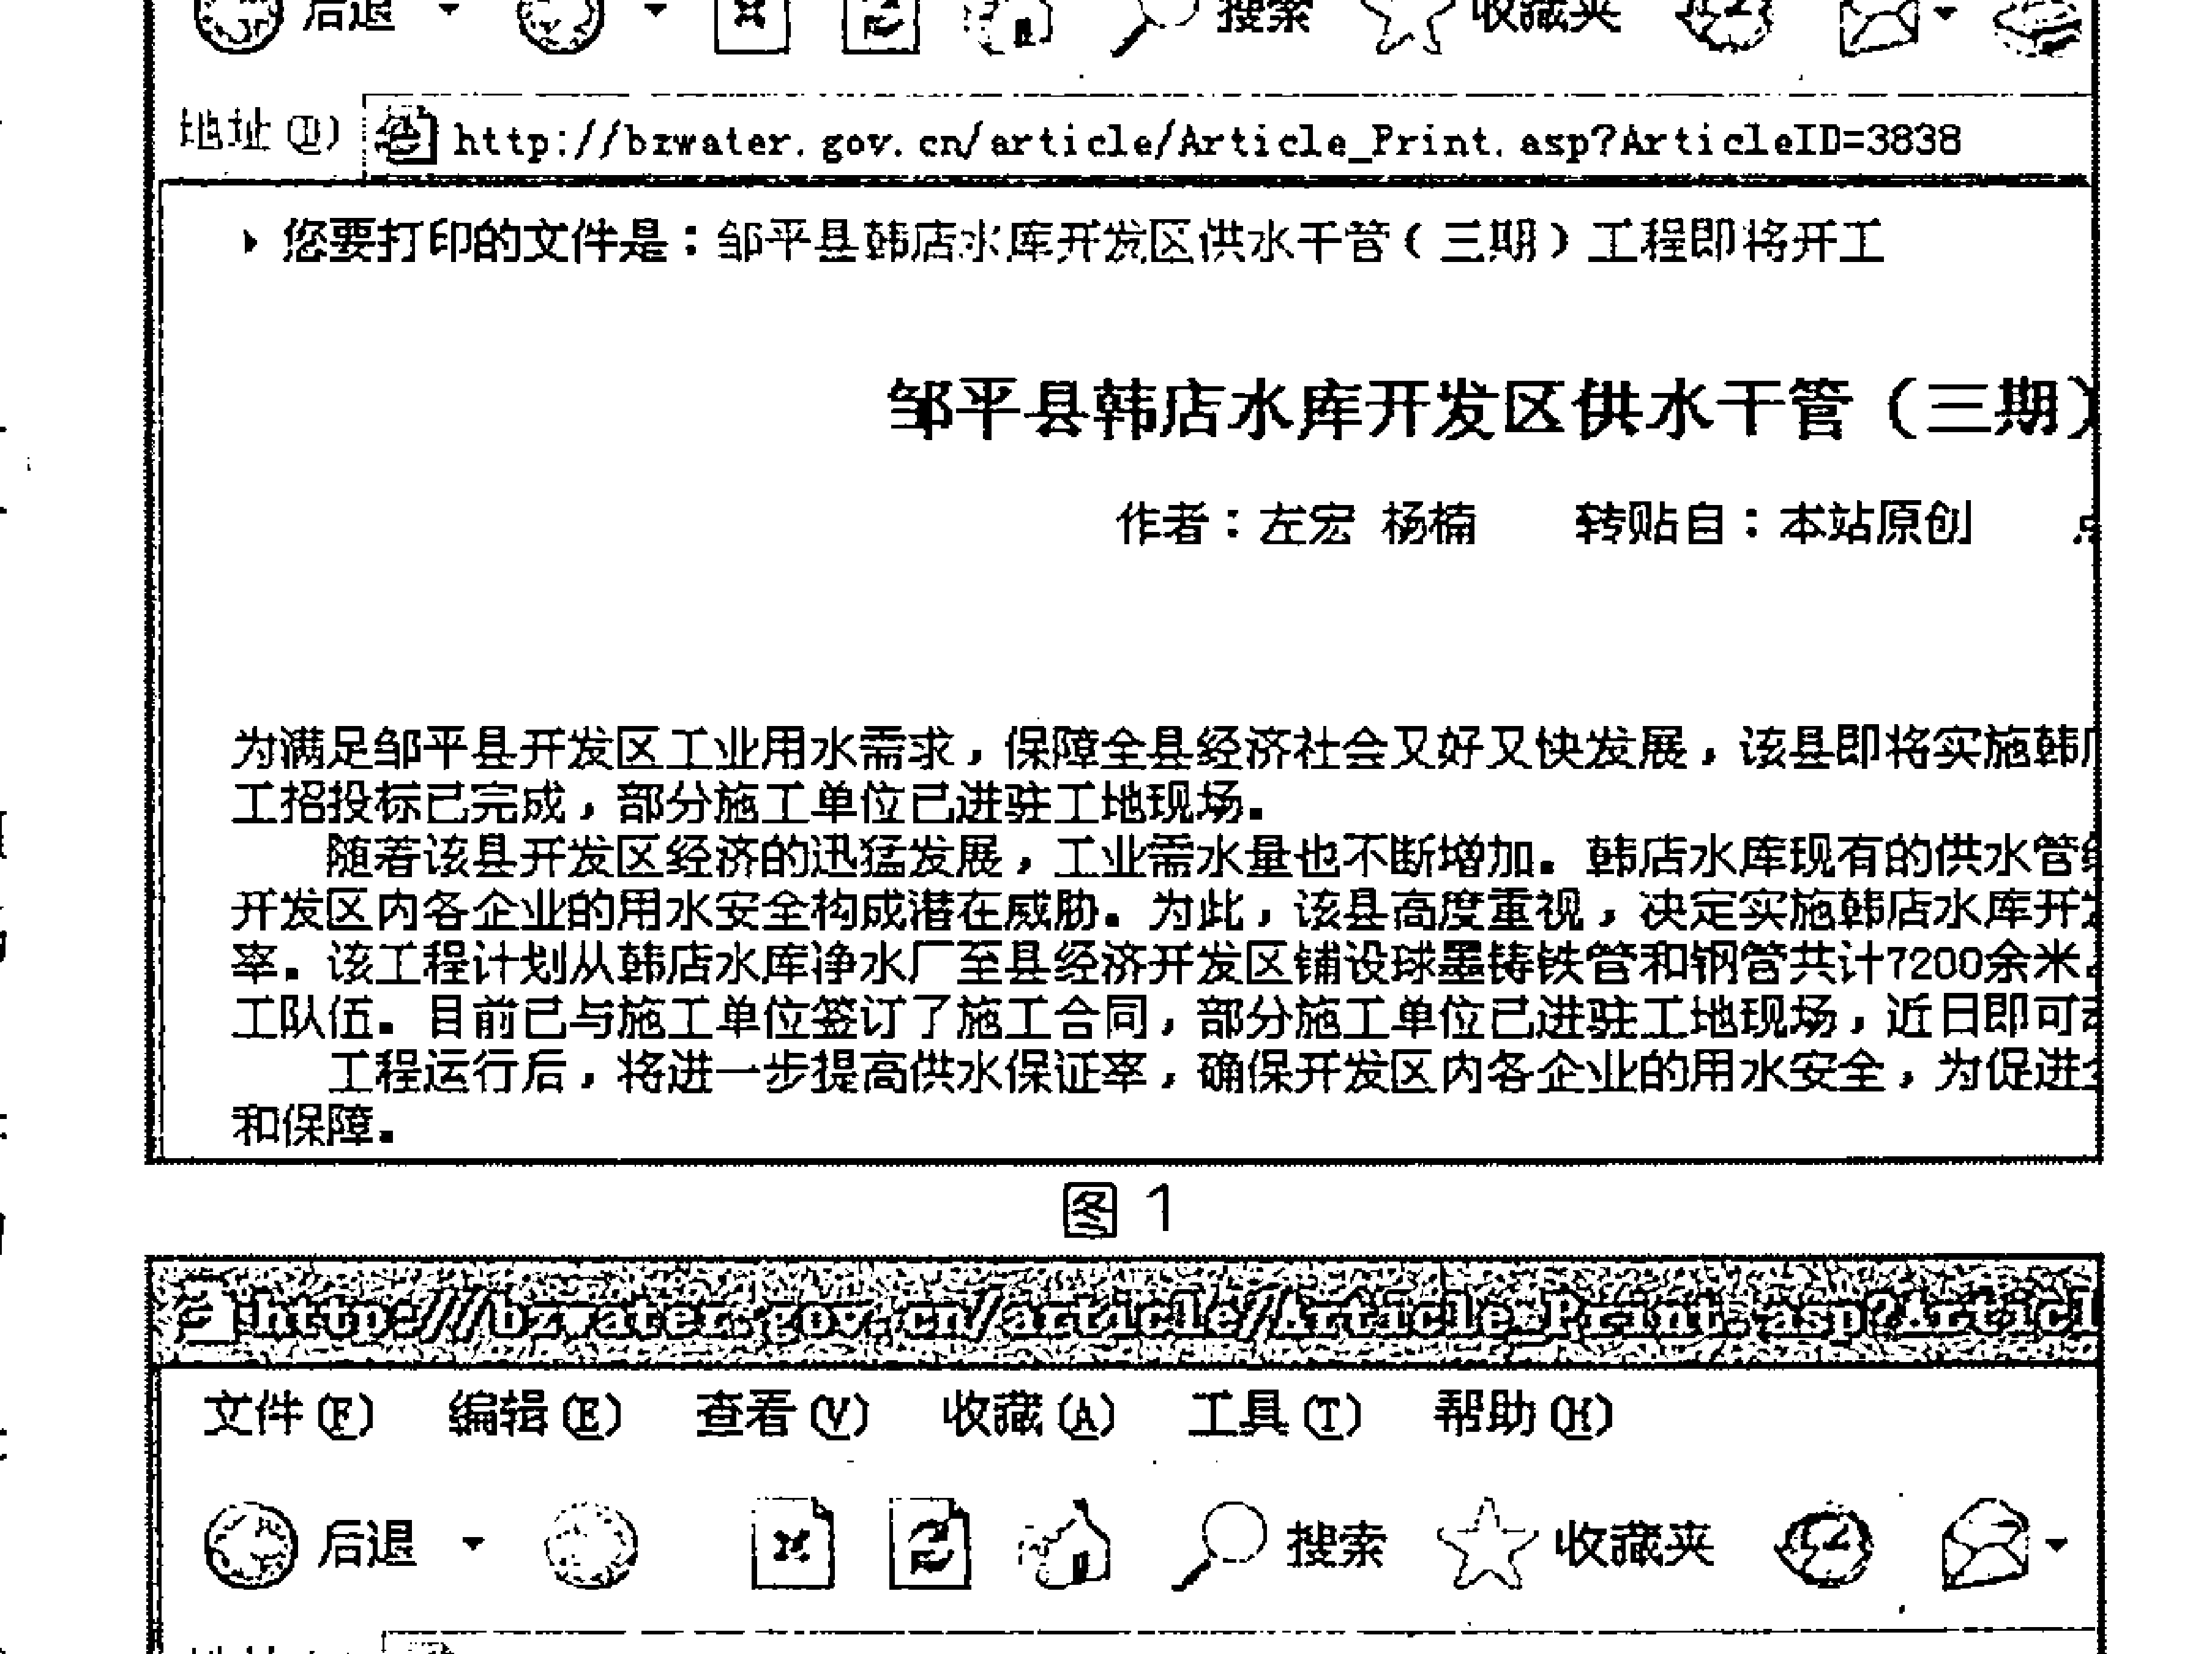 后退 搜索 收藏夹
地址(D) http://bzwater.gov.cn/article/Article_Print.asp?ArticleID=3838
您要打印的文件是：邹平县韩店水库开发区供水干管（三期）工程即将开工
邹平县韩店水库开发区供水干管（三期）
作者：左宏 杨楠 转贴自：本站原创
为满足邹平县开发区工业用水需求，保障全县经济社会又好又快发展，该县即将实施韩
工招投标已完成，部分施工单位已进驻工地现场。
随着该县开发区经济的迅猛发展，工业需水量也不断增加。韩店水库现有的供水管
开发区内各企业的用水安全构成潜在威胁。为此，该县高度重视，决定实施韩店水库开
率。该工程计划从韩店水库净水厂至县经济开发区铺设球墨铸铁管和钢管共计7200余米。
工队伍。目前已与施工单位签订了施工合同，部分施工单位已进驻工地现场，近日即可
工程运行后，将进一步提高供水保证率，确保开发区内各企业的用水安全，为促进
和保障。
图 1
http://bzwater.gov.cn/article/Article_Print.asp?Articl
文件(F) 编辑(E) 查看(V) 收藏(A) 工具(T) 帮助(H)
后退 搜索 收藏夹